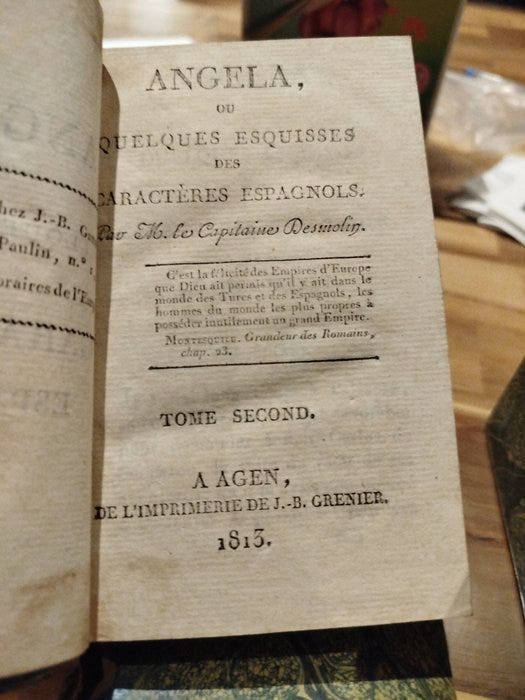 chez J.-B. G
Paulin, n.º 1
oraires de l'E
ANGELA,
OU
QUELQUES ESQUISSES
DES
CARACTÈRES ESPAGNOLS.
Par M. le Capitaine Desmolin.
C'est la félicité des Empires d'Europe
que Dieu ait permis qu'il y ait dans le
monde des Turcs et des Espagnols, les
hommes du monde les plus propres à
posséder inutilement un grand Empire.
MONTESQUIEU. Grandeur des Romains,
chap. 23.
TOME SECOND.
A AGEN,
DE L'IMPRIMERIE DE J.-B. GRENIER.
1813.